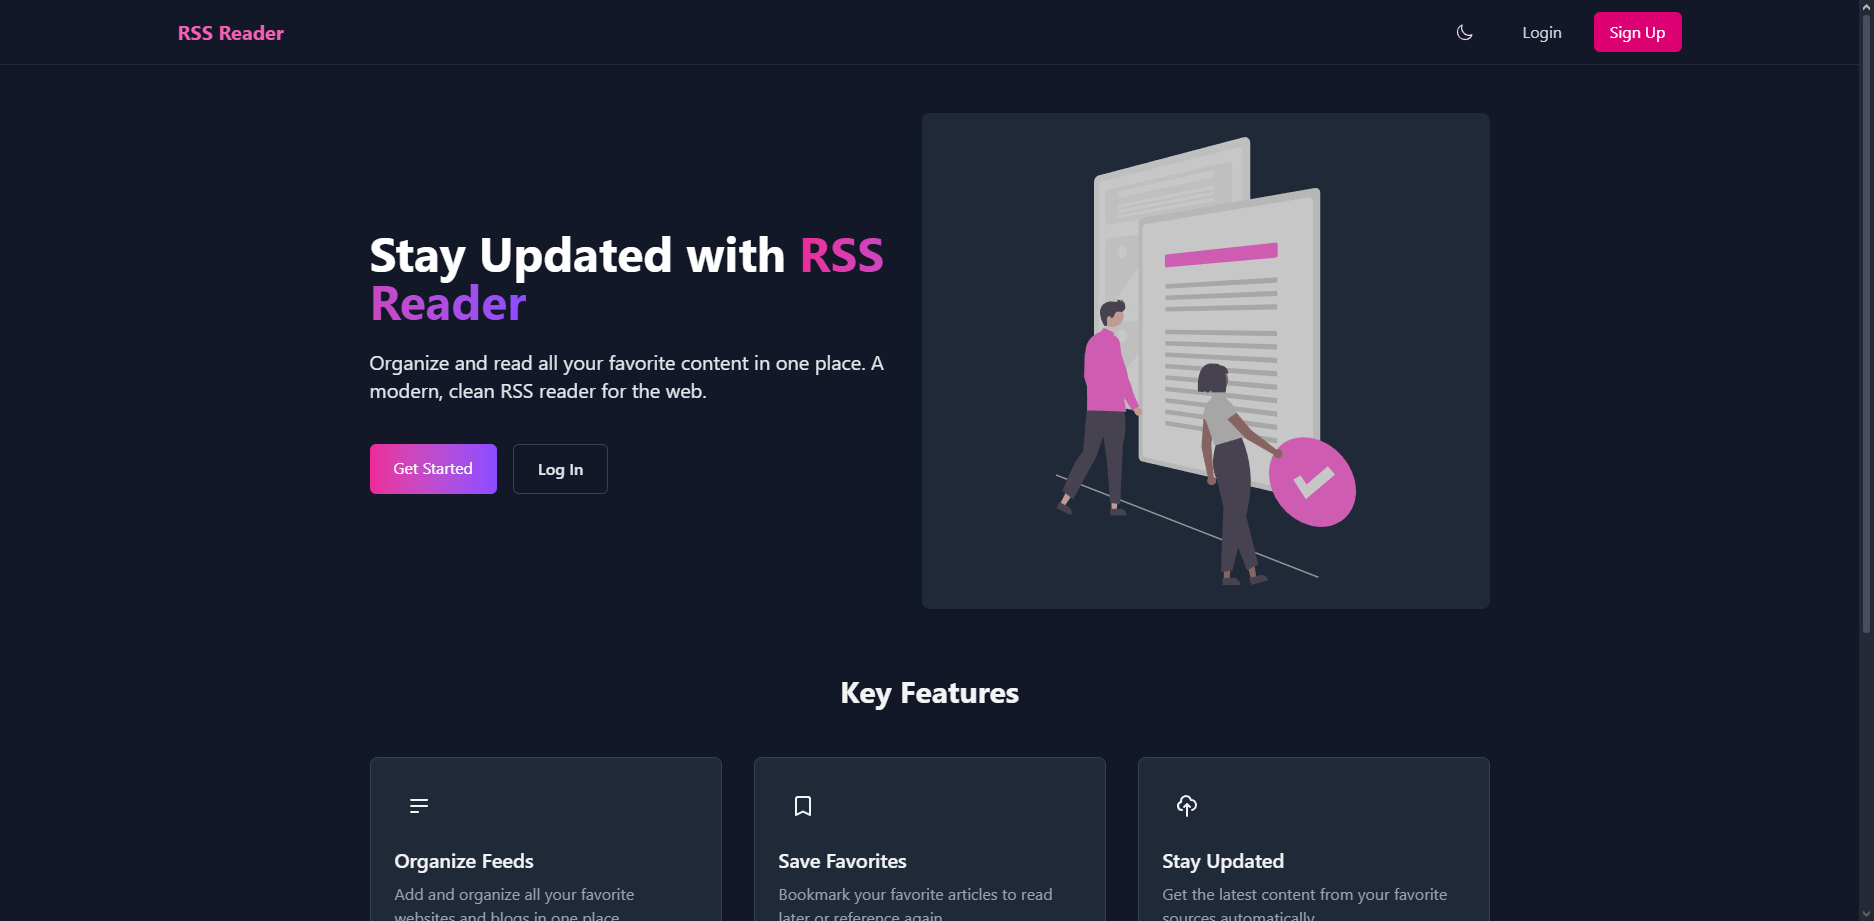 RSS Reader
Login
Sign Up
Stay Updated with RSS
Reader
Organize and read all your favorite content in one place. A
modern, clean RSS reader for the web.
Get Started
Log In
Key Features
Organize Feeds
Add and organize all your favorite
websites and blogs in one place
Save Favorites
Bookmark your favorite articles to read
later or reference again
Stay Updated
Get the latest content from your favorite
sources automatically